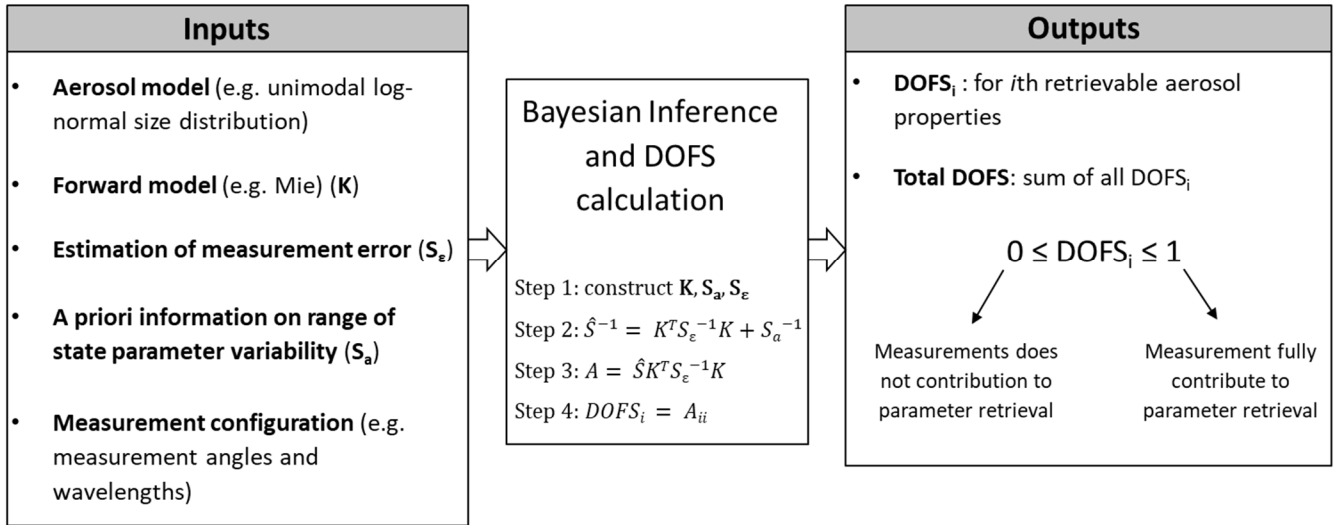 Inputs
• Aerosol model (e.g. unimodal log-
normal size distribution)
• Forward model (e.g. Mie) (K)
• Estimation of measurement error (Sε)
• A priori information on range of
state parameter variability (Sa)
• Measurement configuration (e.g.
measurement angles and
wavelengths)
Bayesian Inference
and DOFS
calculation
Step 1: construct K, Sa, Sε
Step 2: Ŝ⁻¹ = KᵀSε⁻¹K + Sa⁻¹
Step 3: A = ŜKᵀSε⁻¹K
Step 4: DOFSi = Aii
Outputs
• DOFSi : for ith retrievable aerosol
properties
• Total DOFS: sum of all DOFSi
0 ≤ DOFSi ≤ 1
Measurements does
not contribution to
parameter retrieval
Measurement fully
contribute to
parameter retrieval